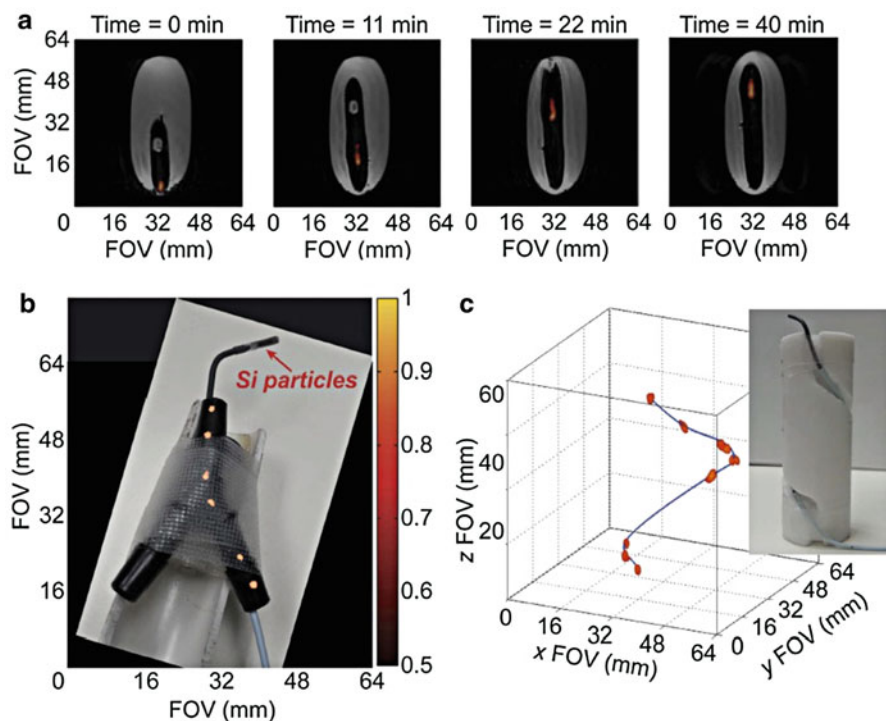 a
Time = 0 min
Time = 11 min
Time = 22 min
Time = 40 min
64
48
32
16
0
FOV (mm)
16 32 48 64
FOV (mm)
0 16 32 48 64
FOV (mm)
0 16 32 48 64
FOV (mm)
0 16 32 48 64
FOV (mm)
b
64
48
32
16
0
FOV (mm)
Si particles
16 32 48 64
FOV (mm)
1
0.9
0.8
0.7
0.6
0.5
c
60
40
20
z FOV (mm)
0
16
32
48
64
x FOV (mm)
0
16
32
48
64
y FOV (mm)